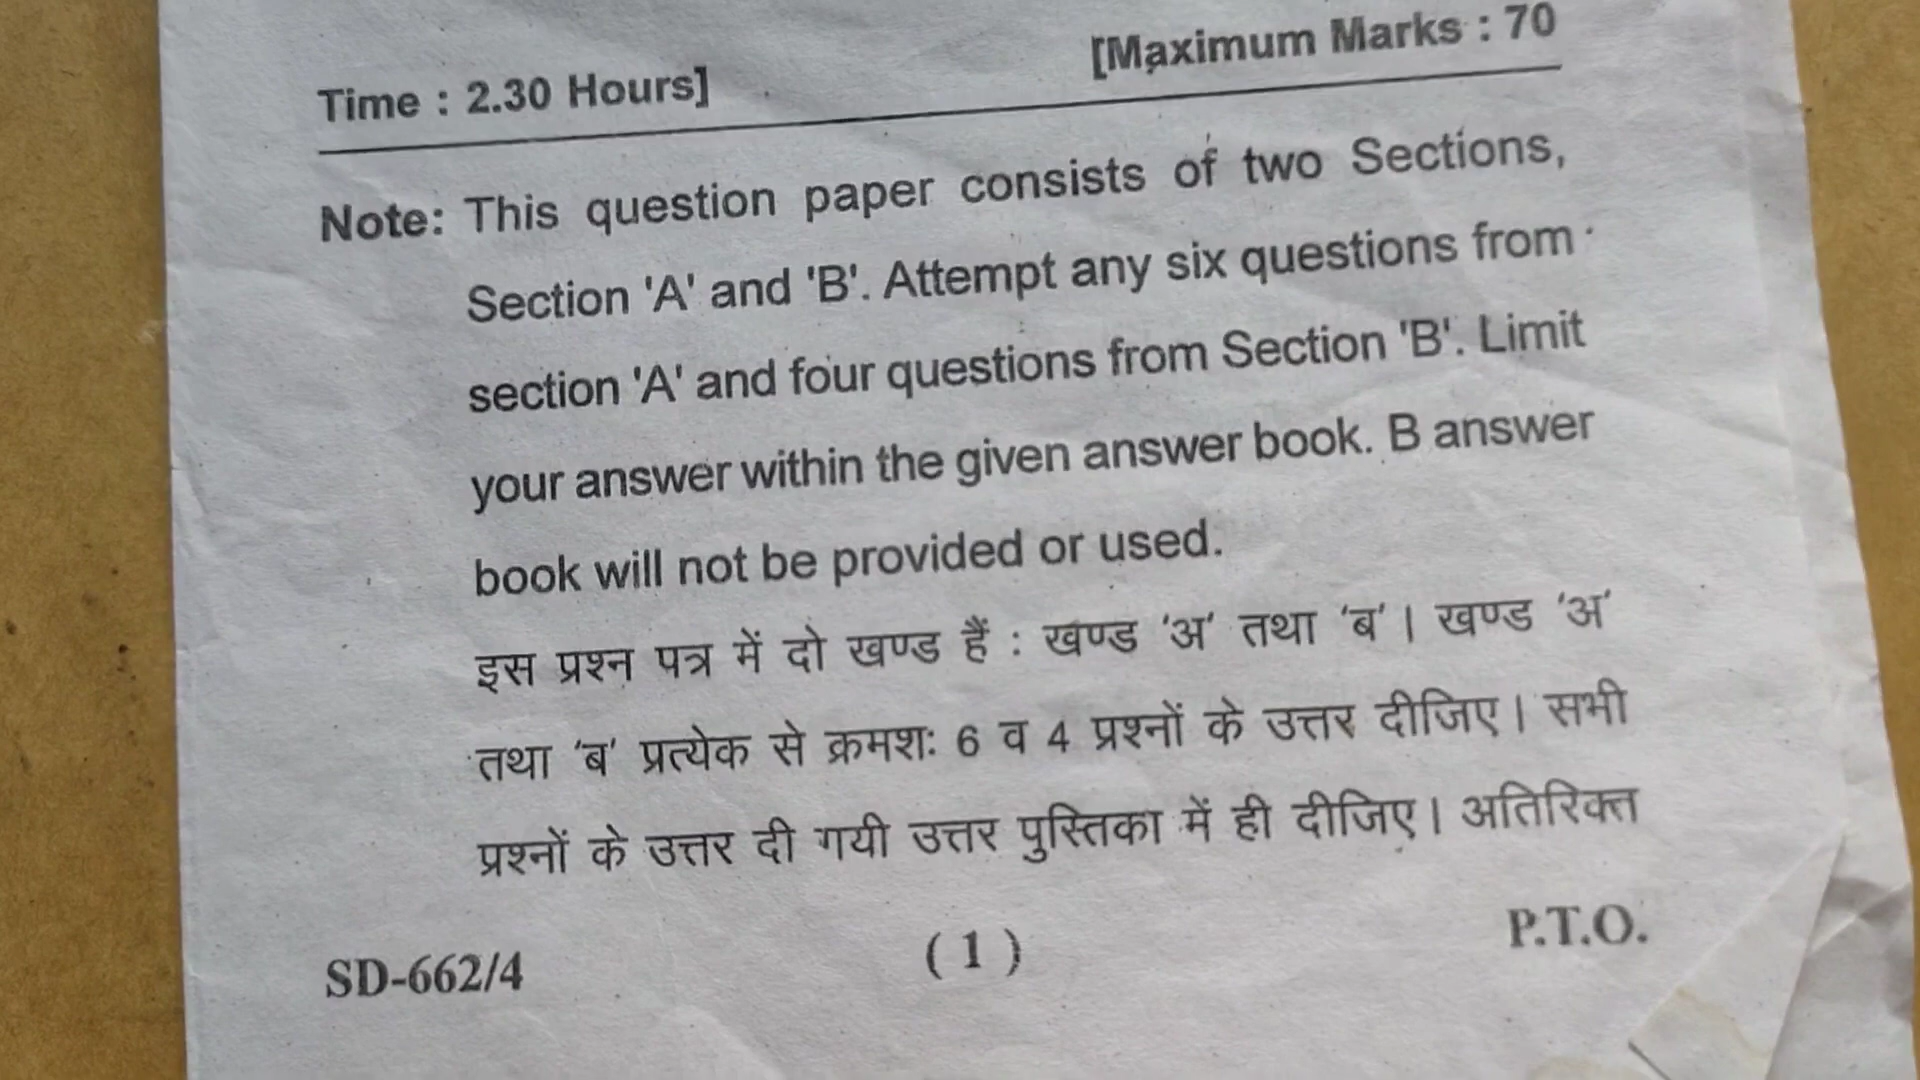 [Maximum Marks : 70
Time : 2.30 Hours]
Note: This question paper consists of two Sections,
Section 'A' and 'B'. Attempt any six questions from
section 'A' and four questions from Section 'B'. Limit
your answer within the given answer book. B answer
book will not be provided or used.
इस प्रश्न पत्र में दो खण्ड हैं : खण्ड 'अ' तथा 'ब'। खण्ड 'अ'
तथा 'ब' प्रत्येक से क्रमशः 6 व 4 प्रश्नों के उत्तर दीजिए। सभी
प्रश्नों के उत्तर दी गयी उत्तर पुस्तिका में ही दीजिए। अतिरिक्त
SD-662/4 ( 1 ) P.T.O.